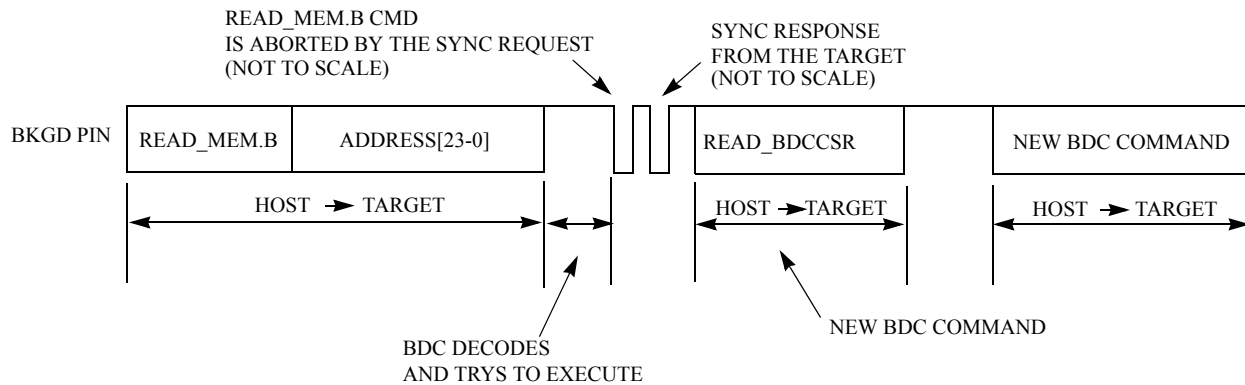 READ_MEM.B CMD
IS ABORTED BY THE SYNC REQUEST
(NOT TO SCALE)
SYNC RESPONSE
FROM THE TARGET
(NOT TO SCALE)
BKGD PIN
READ_MEM.B
ADDRESS[23-0]
READ_BDCCSR
NEW BDC COMMAND
HOST TARGET
HOST TARGET
HOST TARGET
BDC DECODES
AND TRYS TO EXECUTE
NEW BDC COMMAND